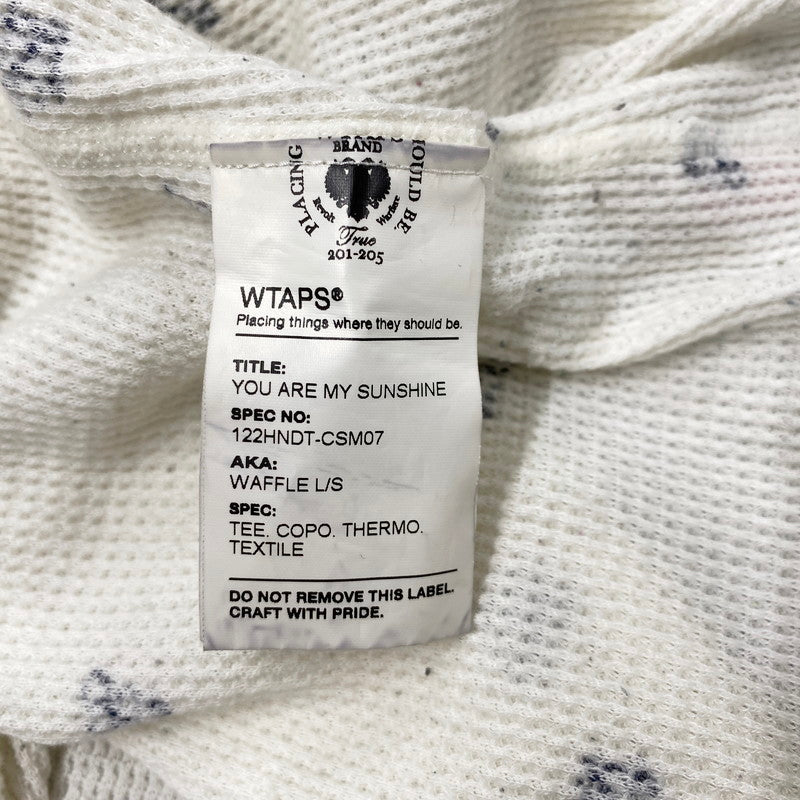 BRAND
PLACING
OULD BE.
Revolt
Warfare
True
201-205
WTAPS®
Placing things where they should be.
TITLE:
YOU ARE MY SUNSHINE
SPEC NO:
122HNDT-CSM07
AKA:
WAFFLE L/S
SPEC:
TEE. COPO. THERMO.
TEXTILE
DO NOT REMOVE THIS LABEL.
CRAFT WITH PRIDE.